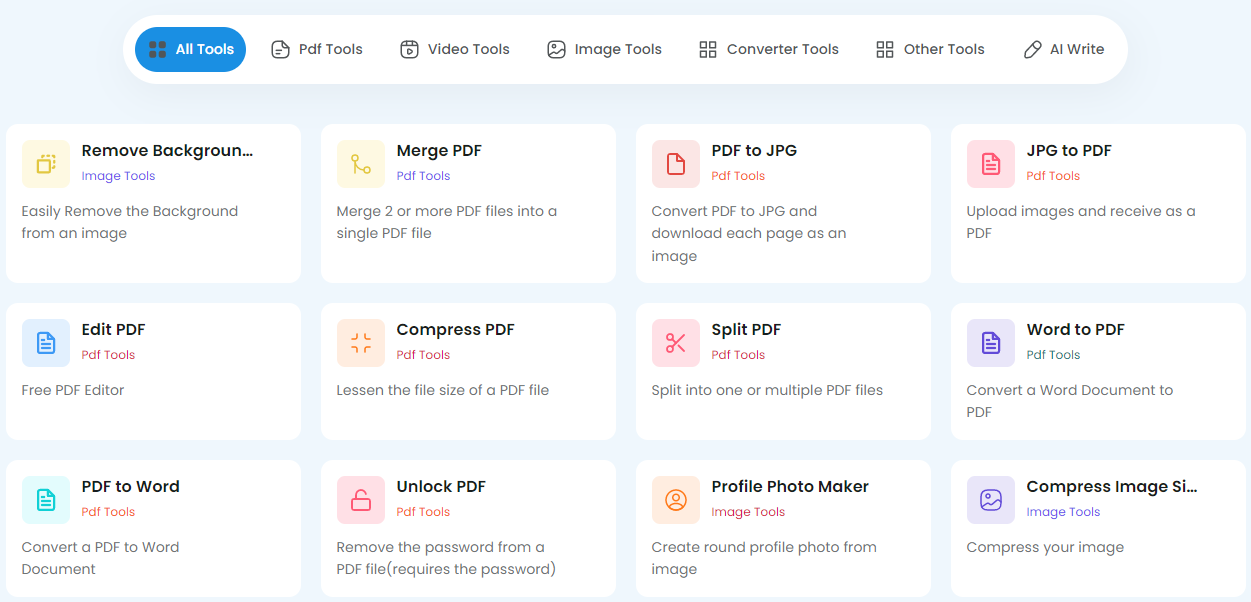 All Tools
Pdf Tools
Video Tools
Image Tools
Converter Tools
Other Tools
AI Write
Remove Backgroun...
Image Tools
Easily Remove the Background
from an image
Merge PDF
Pdf Tools
Merge 2 or more PDF files into a
single PDF file
PDF to JPG
Pdf Tools
Convert PDF to JPG and
download each page as an
image
JPG to PDF
Pdf Tools
Upload images and receive as a
PDF
Edit PDF
Pdf Tools
Free PDF Editor
Compress PDF
Pdf Tools
Lessen the file size of a PDF file
Split PDF
Pdf Tools
Split into one or multiple PDF files
Word to PDF
Pdf Tools
Convert a Word Document to
PDF
PDF to Word
Pdf Tools
Convert a PDF to Word
Document
Unlock PDF
Pdf Tools
Remove the password from a
PDF file(requires the password)
Profile Photo Maker
Image Tools
Create round profile photo from
image
Compress Image Si...
Image Tools
Compress your image